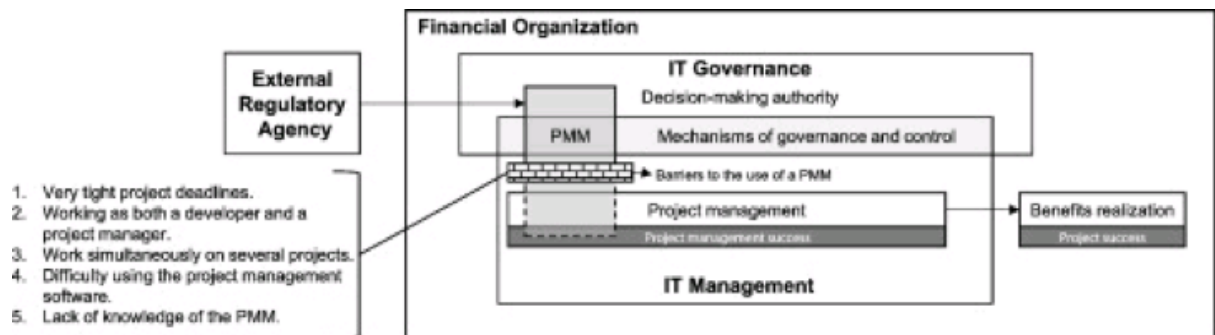 Financial Organization
External
Regulatory
Agency
IT Governance
Decision-making authority
PMM
Mechanisms of governance and control
Barriers to the use of a PMM
Project management
Project management success
Benefits realization
Project success
IT Management
1. Very tight project deadlines.
2. Working as both a developer and a
project manager.
3. Work simultaneously on several projects.
4. Difficulty using the project management
software.
5. Lack of knowledge of the PMM.